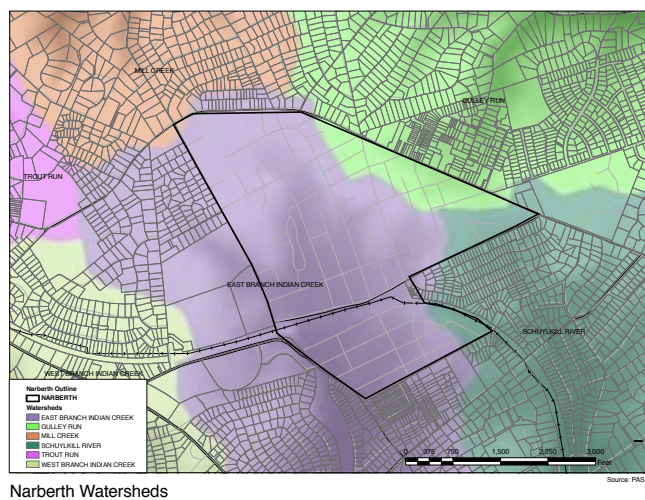 MILL CREEK
GULLEY RUN
TROUT RUN
EAST BRANCH INDIAN CREEK
SCHUYLKILL RIVER
WEST BRANCH INDIAN CREEK
Narberth Outline
NARBERTH
Watersheds
EAST BRANCH INDIAN CREEK
GULLEY RUN
MILL CREEK
SCHUYLKILL RIVER
TROUT RUN
WEST BRANCH INDIAN CREEK
0 375 750 1,500 2,250 3,000
Feet
Source: PAS
Narberth Watersheds